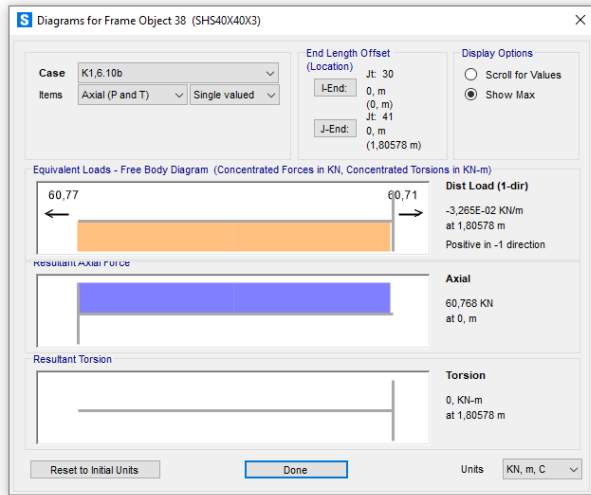 S Diagrams for Frame Object 38 (SHS40X40X3)
Case K1,6.10b
Items Axial (P and T) Single valued
End Length Offset
(Location)
I-End:
Jt: 30
0, m
(0, m)
J-End:
Jt: 41
0, m
(1,80578 m)
Display Options
Scroll for Values
Show Max
Equivalent Loads - Free Body Diagram (Concentrated Forces in KN, Concentrated Torsions in KN-m)
60,77 60,71
Dist Load (1-dir)
-3,265E-02 KN/m
at 1,80578 m
Positive in -1 direction
Resultant Axial Force
Axial
60,768 KN
at 0, m
Resultant Torsion
Torsion
0, KN-m
at 1,80578 m
Reset to Initial Units Done Units KN, m, C